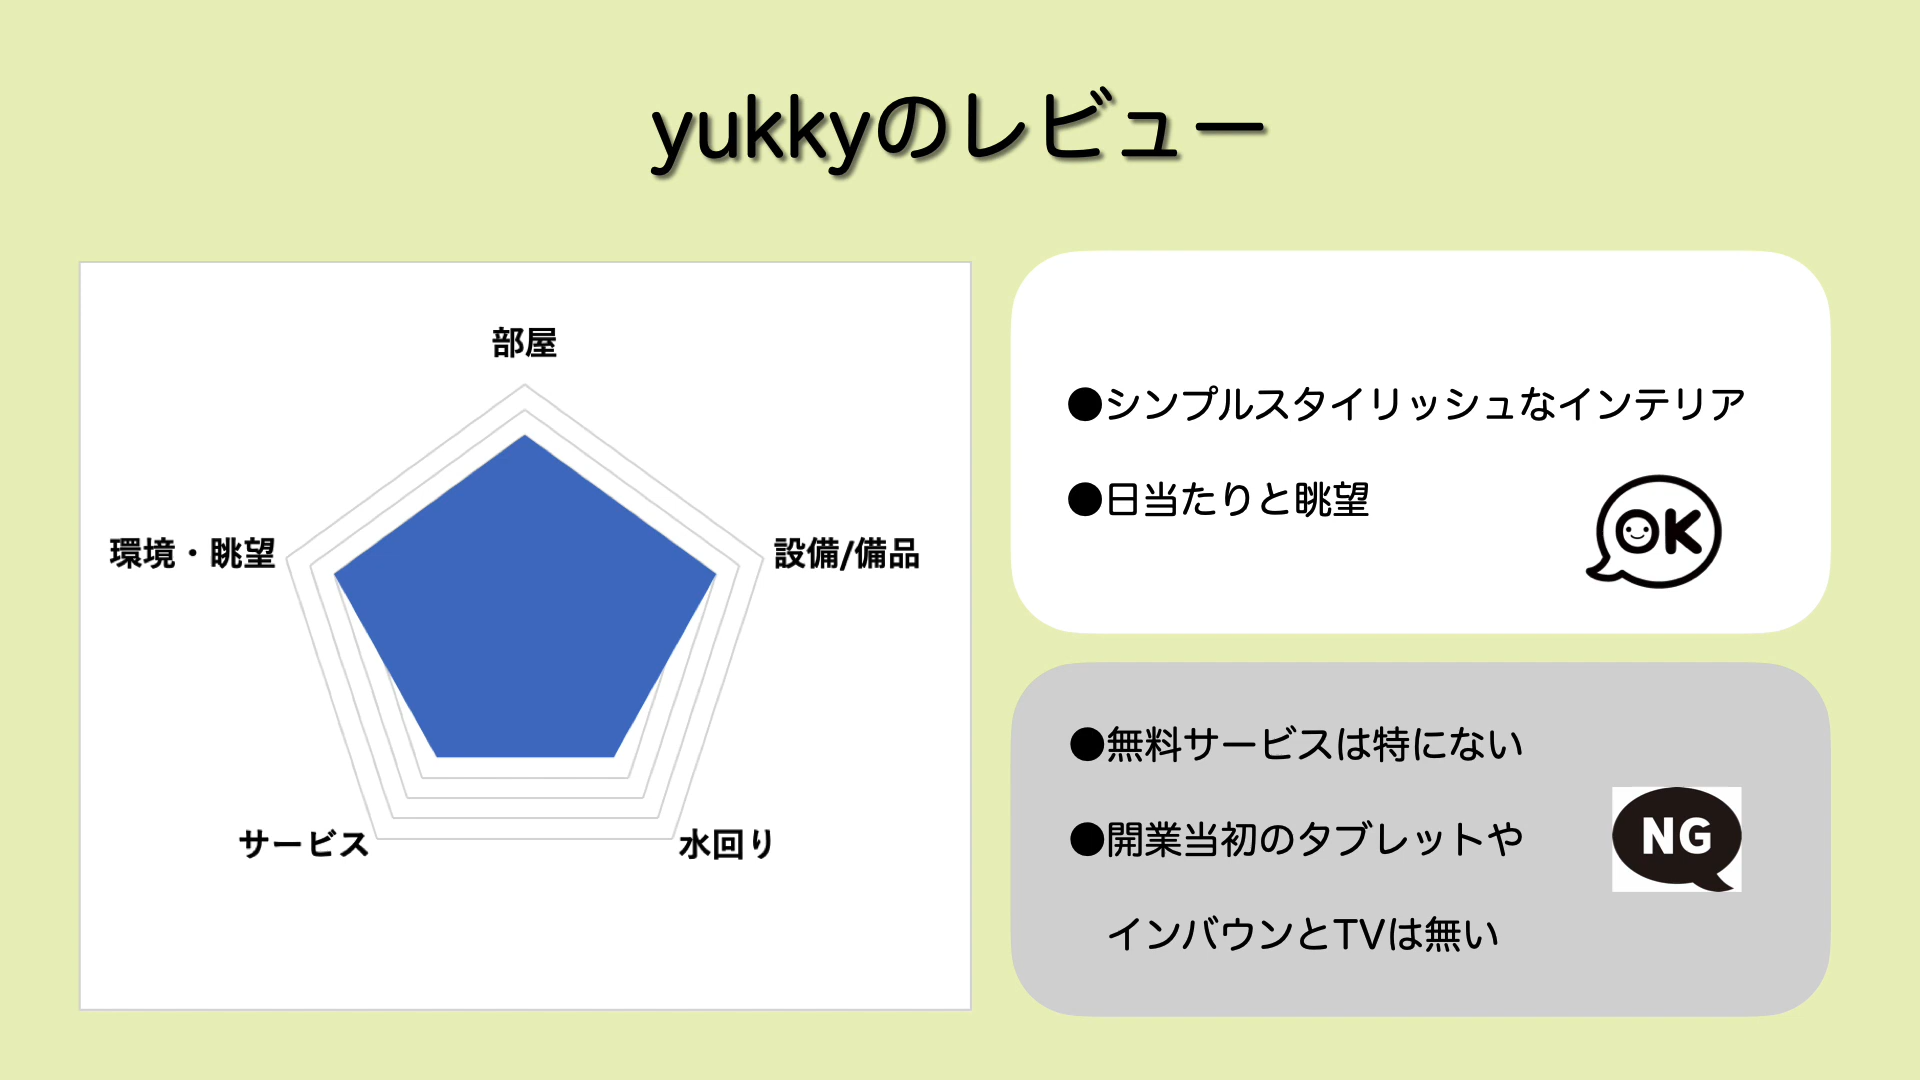 yukkyのレビュー
部屋
環境・眺望
設備/備品
サービス
水回り
●シンプルスタイリッシュなインテリア
●日当たりと眺望
OK
●無料サービスは特にない
●開業当初のタブレットや
インバウンとTVは無い
NG